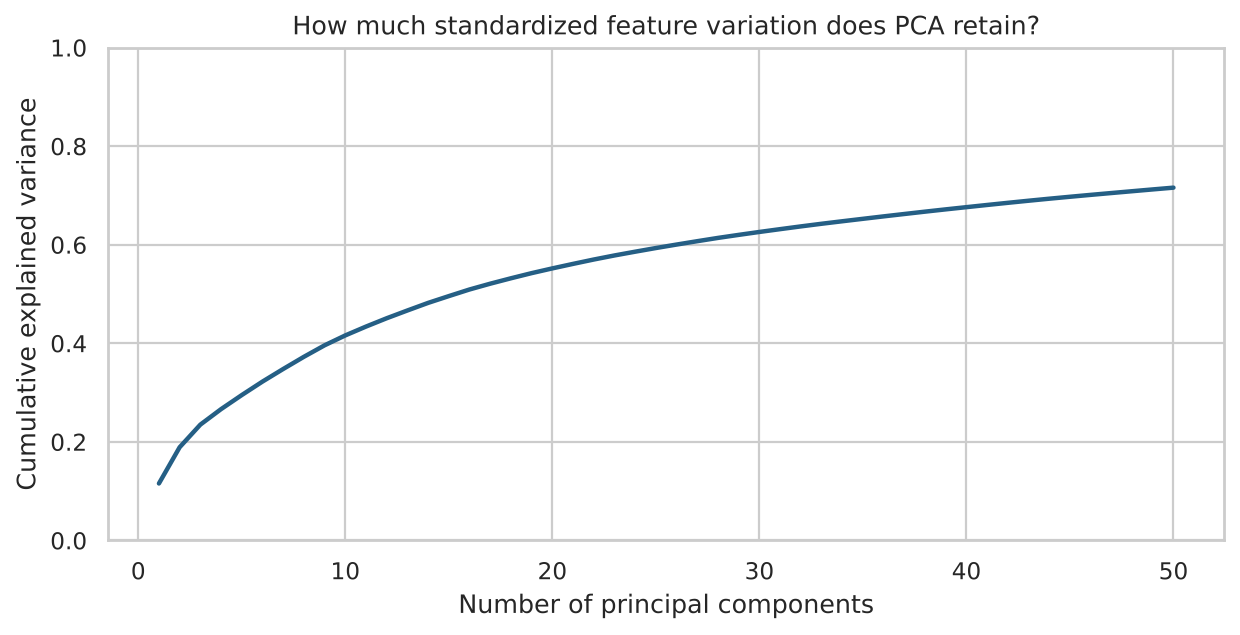 How much standardized feature variation does PCA retain?
1.0
0.8
0.6
0.4
0.2
0.0
Cumulative explained variance
0 10 20 30 40 50
Number of principal components